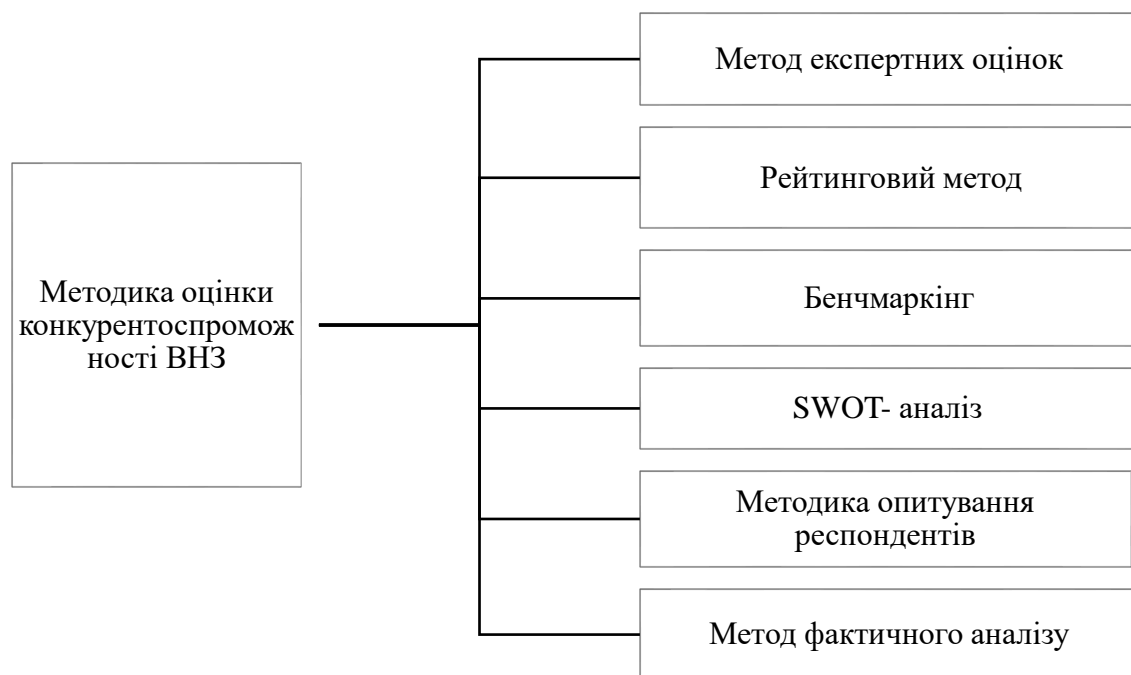 Методика оцінки
конкурентоспромож
ності ВНЗ
Метод експертних оцінок
Рейтинговий метод
Бенчмаркінг
SWOT- аналіз
Методика опитування
респондентів
Метод фактичного аналізу